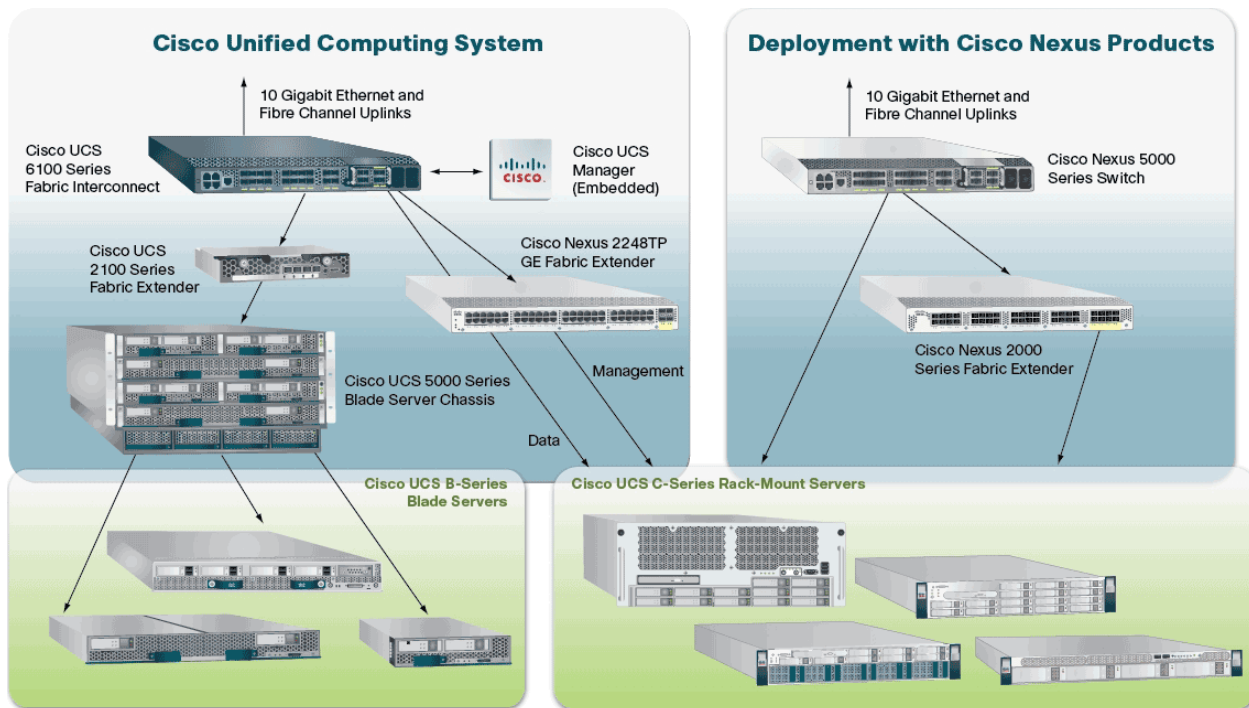 Cisco Unified Computing System
10 Gigabit Ethernet and
Fibre Channel Uplinks
Cisco UCS
6100 Series
Fabric Interconnect
CISCO.
Cisco UCS
Manager
(Embedded)
Cisco UCS
2100 Series
Fabric Extender
Cisco Nexus 2248TP
GE Fabric Extender
Cisco UCS 5000 Series
Blade Server Chassis
Management
Data
Deployment with Cisco Nexus Products
10 Gigabit Ethernet and
Fibre Channel Uplinks
Cisco Nexus 5000
Series Switch
Cisco Nexus 2000
Series Fabric Extender
Cisco UCS B-Series
Blade Servers
Cisco UCS C-Series Rack-Mount Servers